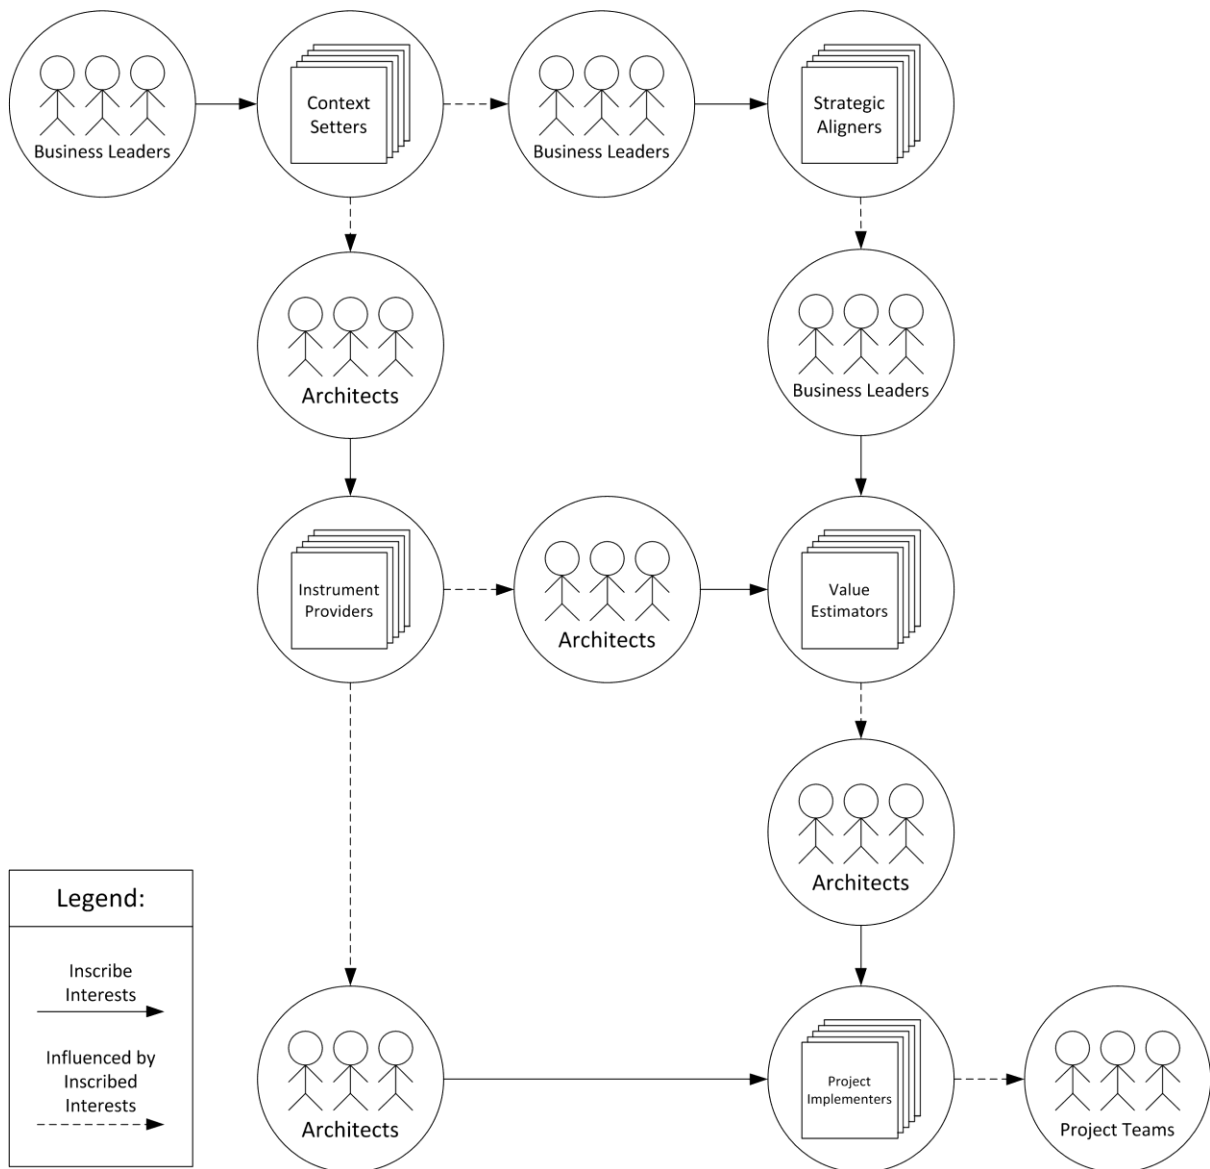 Business Leaders
Context
Setters
Business Leaders
Strategic
Aligners
Architects
Business Leaders
Instrument
Providers
Architects
Value
Estimators
Architects
Legend:
Inscribe
Interests
Influenced by
Inscribed
Interests
Architects
Project
Implementers
Project Teams